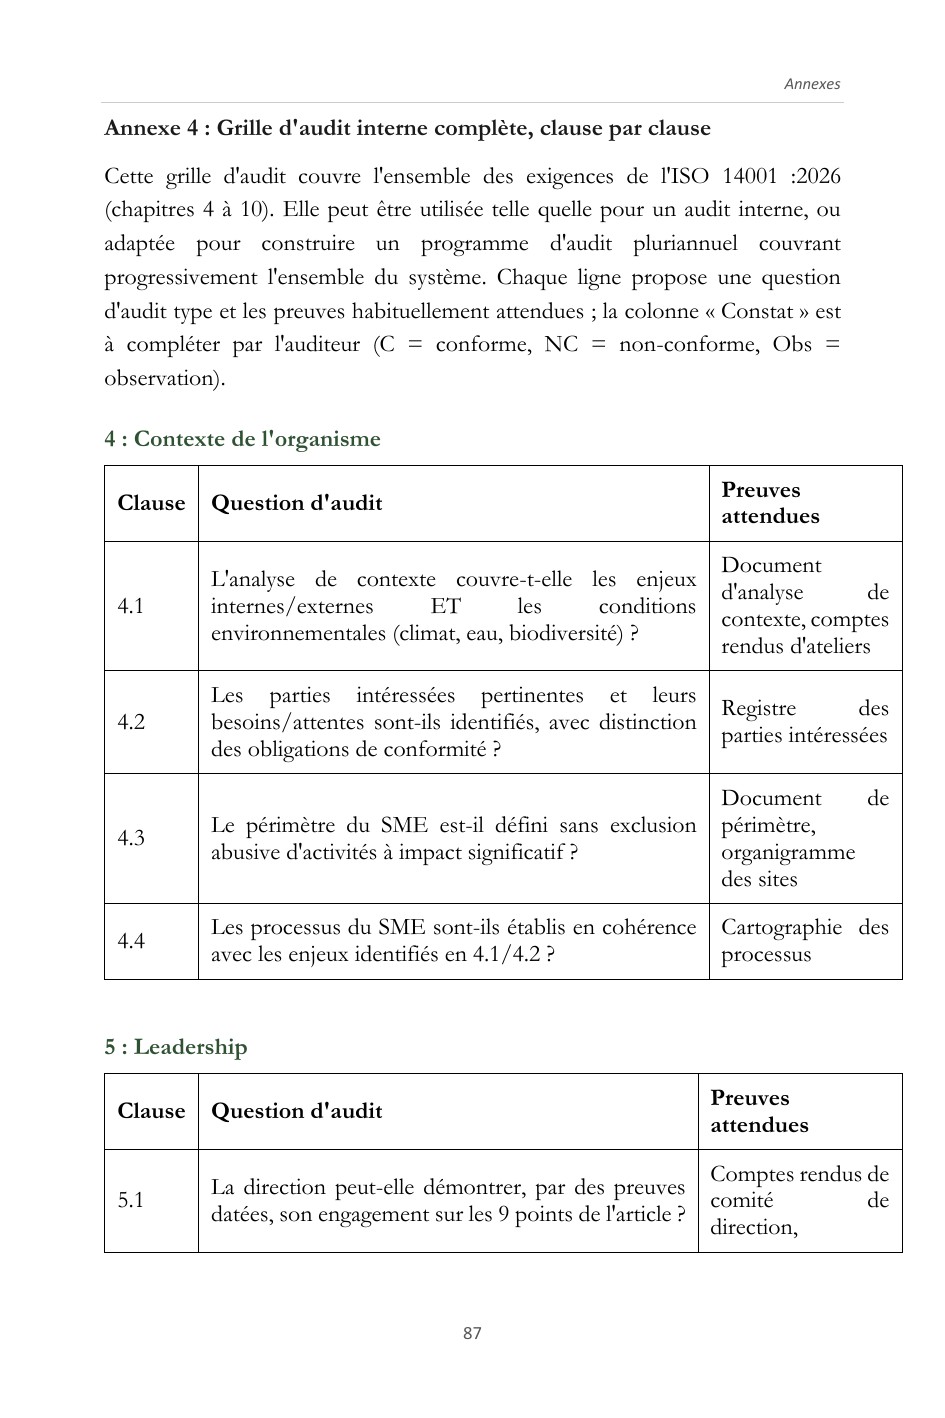 Annexes
Annexe 4 : Grille d'audit interne complète, clause par clause
Cette grille d'audit couvre l'ensemble des exigences de l'ISO 14001 :2026
(chapitres 4 à 10). Elle peut être utilisée telle quelle pour un audit interne, ou
adaptée pour construire un programme d'audit pluriannuel couvrant
progressivement l'ensemble du système. Chaque ligne propose une question
d'audit type et les preuves habituellement attendues ; la colonne « Constat » est
à compléter par l'auditeur (C = conforme, NC = non-conforme, Obs =
observation).
4 : Contexte de l'organisme
Clause
Question d'audit
Preuves
attendues
4.1
L'analyse de contexte couvre-t-elle les enjeux
internes/externes ET les conditions
environnementales (climat, eau, biodiversité) ?
Document
d'analyse de
contexte, comptes
rendus d'ateliers
4.2
Les parties intéressées pertinentes et leurs
besoins/attentes sont-ils identifiés, avec distinction
des obligations de conformité ?
Registre des
parties intéressées
4.3
Le périmètre du SME est-il défini sans exclusion
abusive d'activités à impact significatif ?
Document de
périmètre,
organigramme
des sites
4.4
Les processus du SME sont-ils établis en cohérence
avec les enjeux identifiés en 4.1/4.2 ?
Cartographie des
processus
5 : Leadership
Clause
Question d'audit
Preuves
attendues
5.1
La direction peut-elle démontrer, par des preuves
datées, son engagement sur les 9 points de l'article ?
Comptes rendus de
comité de
direction,
87